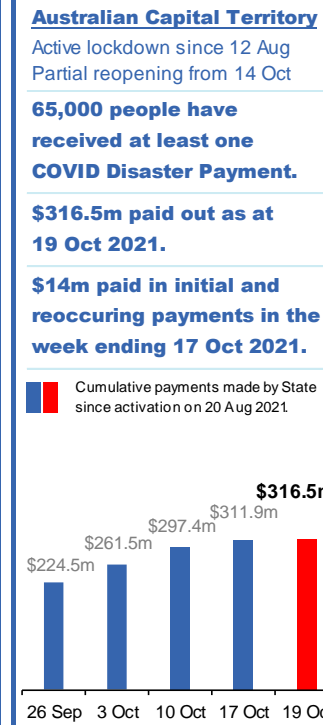 Australian Capital Territory
Active lockdown since 12 Aug
Partial reopening from 14 Oct
65,000 people have
received at least one
COVID Disaster Payment.
$316.5m paid out as at
19 Oct 2021.
$14m paid in initial and
reoccuring payments in the
week ending 17 Oct 2021.
Cumulative payments made by State
since activation on 20 Aug 2021.
$316.5m
$311.9m
$297.4m
$261.5m
$224.5m
26 Sep 3 Oct 10 Oct 17 Oct 19 Oc